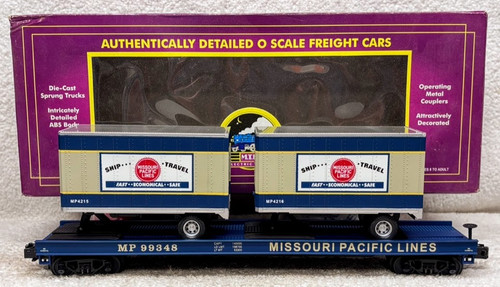 AUTHENTICALLY DETAILED O SCALE FREIGHT CARS
Die-Cast
Sprung Trucks
Intricately
Detailed
ABS Body
Operating
Metal
Couplers
Attractively
Decorated
SHIP··· ···TRAVEL
MISSOURI
PACIFIC
LINES
FAST··ECONOMICAL··SAFE
MP4215
SHIP··· ···TRAVEL
MISSOURI
PACIFIC
LINES
FAST··ECONOMICAL··SAFE
MP4216
MP 99348
MISSOURI PACIFIC LINES